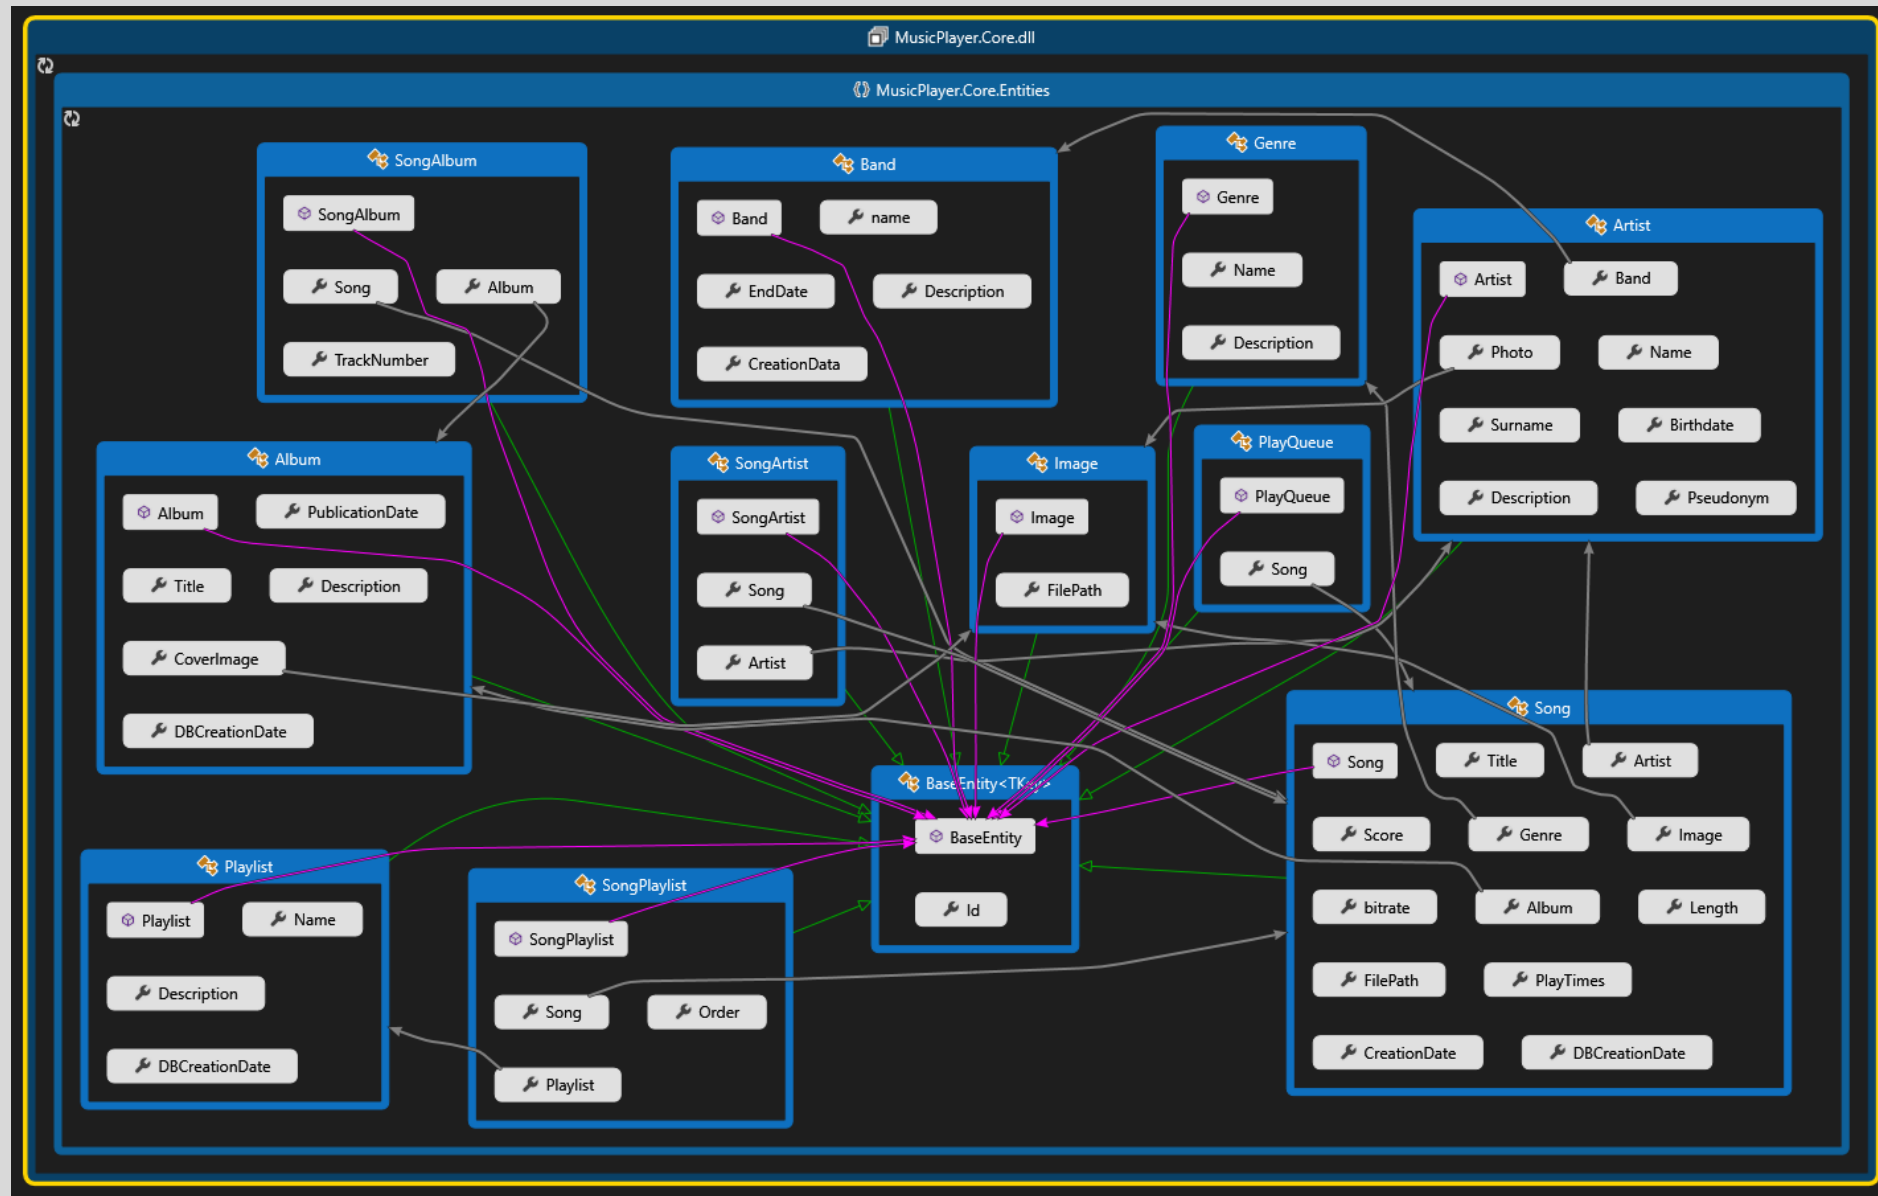 MusicPlayer.Core.dll
MusicPlayer.Core.Entities
SongAlbum
SongAlbum
Song
Album
TrackNumber
Band
Band
name
EndDate
Description
CreationData
Genre
Genre
Name
Description
Artist
Artist
Band
Photo
Name
Surname
Birthdate
Description
Pseudonym
Album
Album
PublicationDate
Title
Description
CoverImage
DBCreationDate
SongArtist
SongArtist
Song
Artist
Image
Image
FilePath
PlayQueue
PlayQueue
Song
BaseEntity<TKey>
BaseEntity
Id
Song
Song
Title
Artist
Score
Genre
Image
bitrate
Album
Length
FilePath
PlayTimes
CreationDate
DBCreationDate
Playlist
Playlist
Name
Description
DBCreationDate
SongPlaylist
SongPlaylist
Song
Order
Playlist